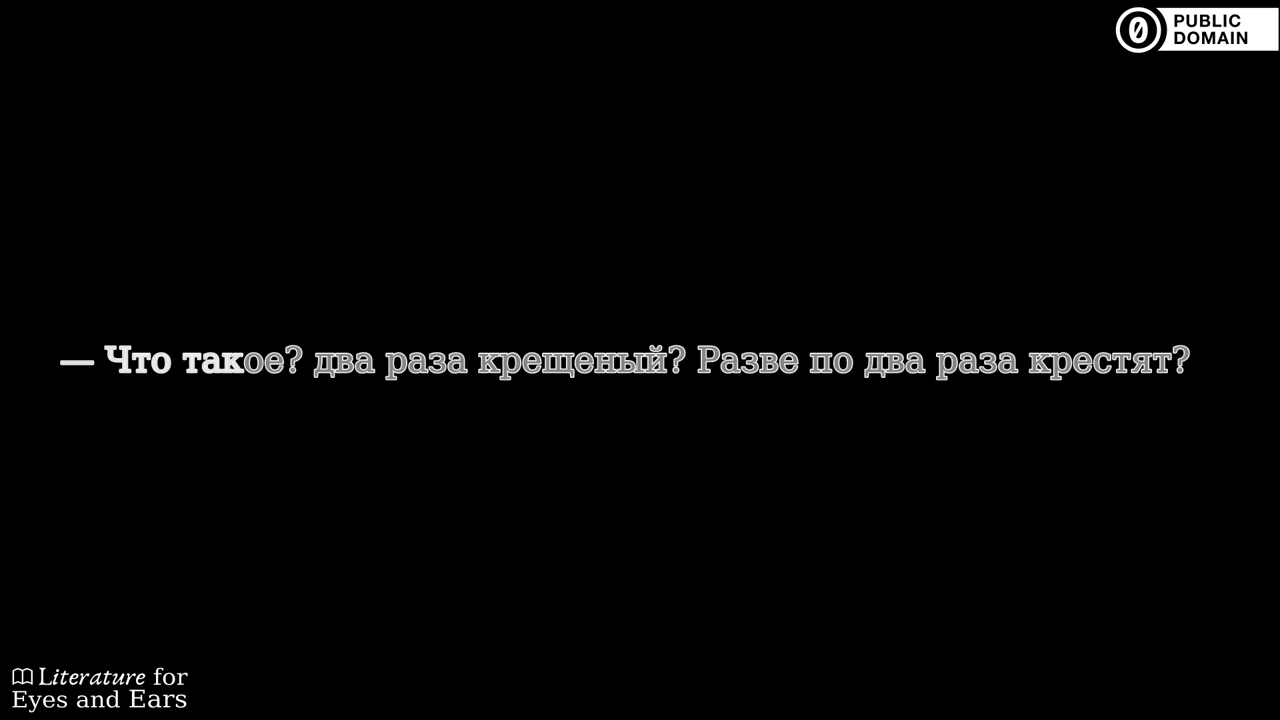 PUBLIC
DOMAIN
— Что такое? два раза крещеный? Разве по два раза крестят?
Literature for
Eyes and Ears